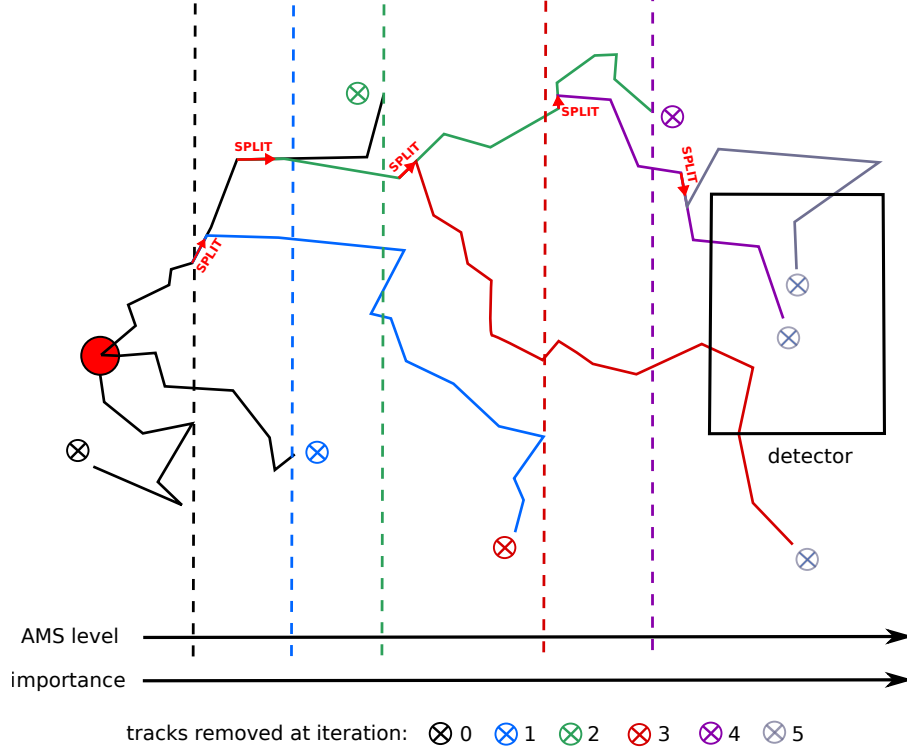 SPLIT
SPLIT
SPLIT
SPLIT
SPLIT
detector
AMS level
importance
tracks removed at iteration: 0 1 2 3 4 5